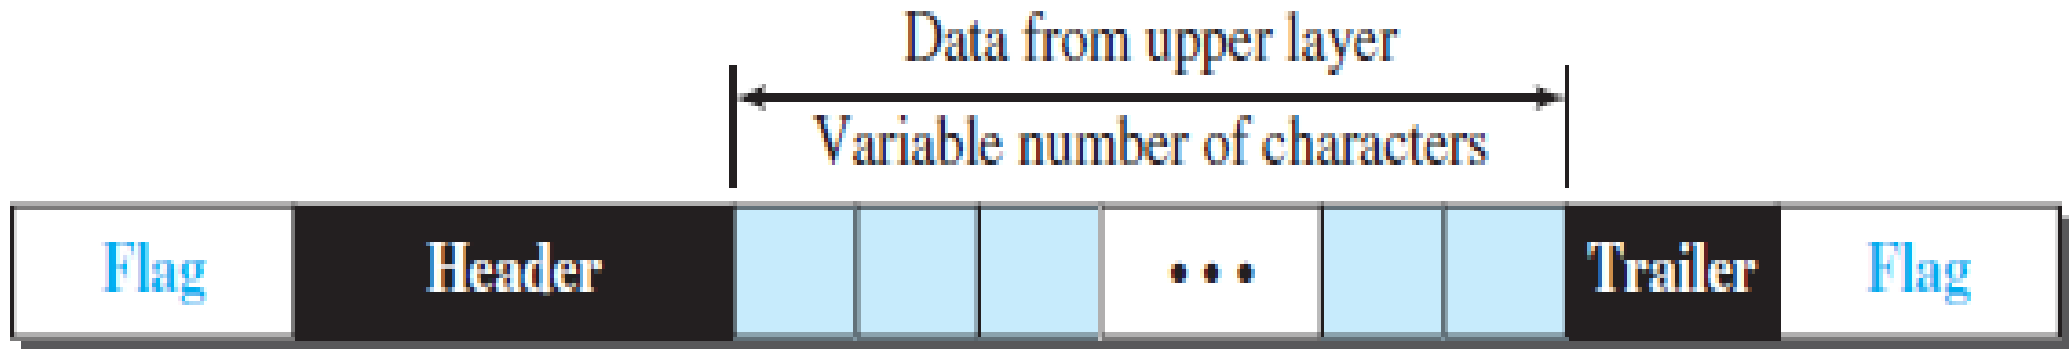 Data from upper layer
Variable number of characters
Flag Header ••• Trailer Flag